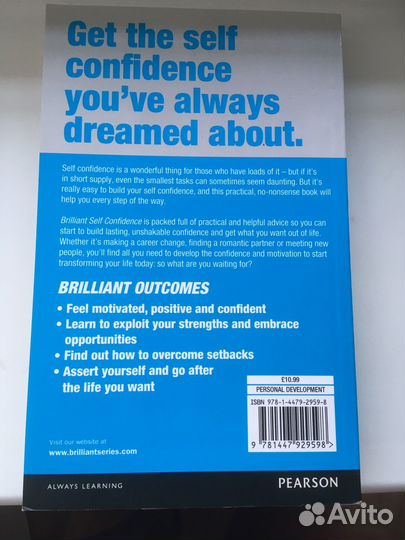 Get the self
confidence
you've always
dreamed about.
Self confidence is a wonderful thing for those who have loads of it – but if it's
in short supply, even the smallest tasks can sometimes seem daunting. But it's
really easy to build your self confidence, and this practical, no-nonsense book will
help you every step of the way.
Brilliant Self Confidence is packed full of practical and helpful advice so you can
start to build lasting, unshakable confidence and get what you want out of life.
Whether it's making a career change, finding a romantic partner or meeting new
people, you'll find all you need to develop the confidence and motivation to start
transforming your life today: so what are you waiting for?
BRILLIANT OUTCOMES
• Feel motivated, positive and confident
• Learn to exploit your strengths and embrace
opportunities
• Find out how to overcome setbacks
• Assert yourself and go after
the life you want
£10.99
PERSONAL DEVELOPMENT
ISBN 978-1-4479-2959-8
9 781447 929598 >
Visit our website at
www.brilliantseries.com
ALWAYS LEARNING
PEARSON
Avito